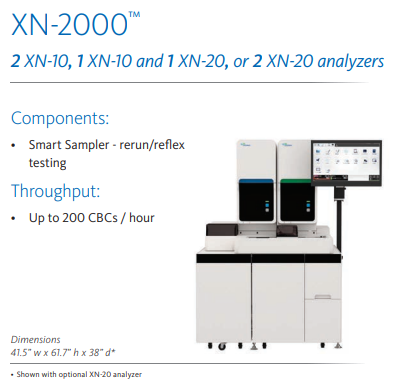 XN-2000™
2 XN-10, 1 XN-10 and 1 XN-20, or 2 XN-20 analyzers
Components:
• Smart Sampler - rerun/reflex
testing
Throughput:
• Up to 200 CBCs / hour
Dimensions
41.5" w x 61.7" h x 38" d*
• Shown with optional XN-20 analyzer